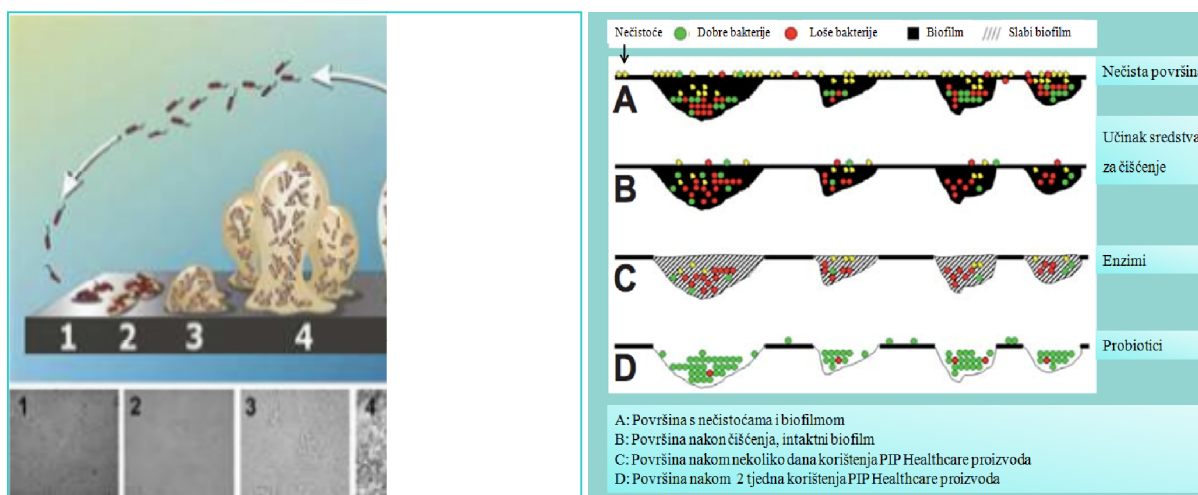 1 2 3 4
1 2 3 4
Nečistoće Dobre bakterije Loše bakterije Biofilm Slabi biofilm
A
Nečista površina
B
Učinak sredstva
za čišćenje
C
Enzimi
D
Probiotici
A: Površina s nečistoćama i biofilmom
B: Površina nakon čišćenja, intaktni biofilm
C: Površina nakom nekoliko dana korištenja PIP Healthcare proizvoda
D: Površina nakom 2 tjedna korištenja PIP Healthcare proizvoda